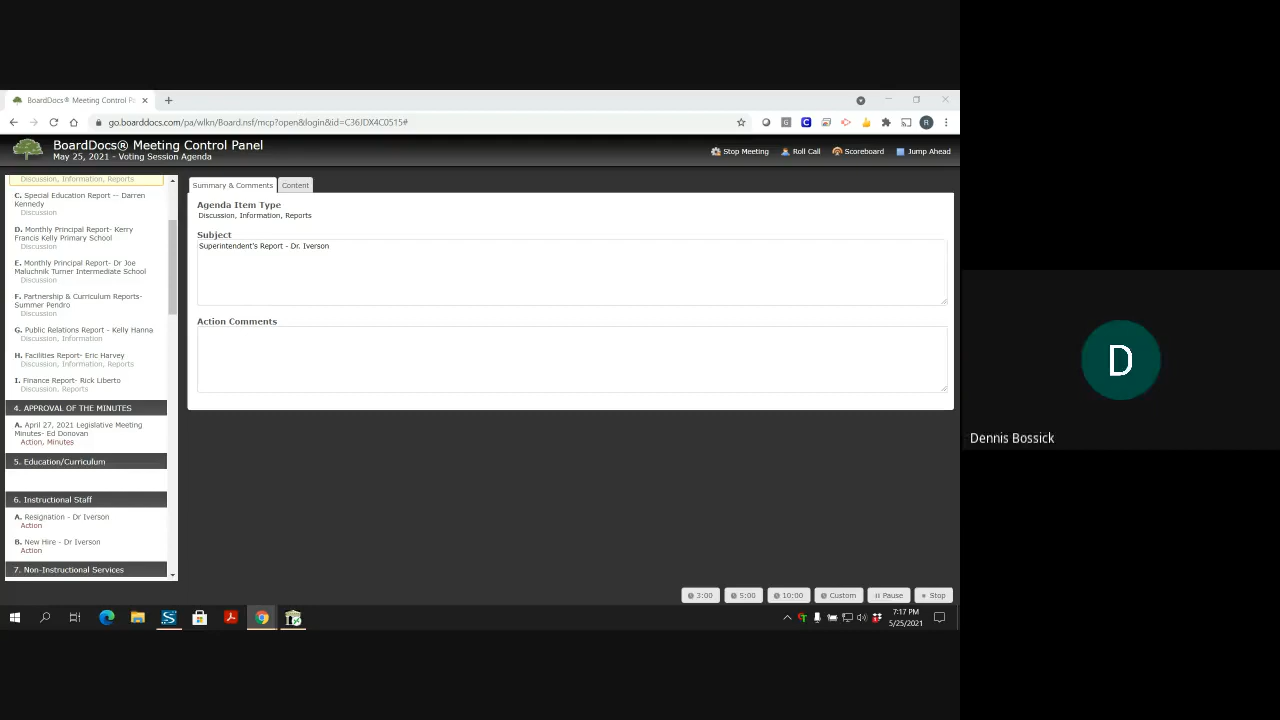 BoardDocs® Meeting Control Pa
go.boarddocs.com/pa/wlkn/Board.nsf/mcp?open&login&id=C36JDX4C0515#
BoardDocs® Meeting Control Panel
May 25, 2021 - Voting Session Agenda
Stop Meeting
Roll Call
Scoreboard
Jump Ahead
Discussion, Information, Reports
C. Special Education Report -- Darren
Kennedy
Discussion
D. Monthly Principal Report- Kerry
Francis Kelly Primary School
Discussion
E. Monthly Principal Report- Dr Joe
Maluchnik Turner Intermediate School
Discussion
F. Partnership & Curriculum Reports-
Summer Pendro
Discussion
G. Public Relations Report - Kelly Hanna
Discussion, Information
H. Facilities Report- Eric Harvey
Discussion, Information, Reports
I. Finance Report- Rick Liberto
Discussion, Reports
4. APPROVAL OF THE MINUTES
A. April 27, 2021 Legislative Meeting
Minutes- Ed Donovan
Action, Minutes
5. Education/Curriculum
6. Instructional Staff
A. Resignation - Dr Iverson
Action
B. New Hire - Dr Iverson
Action
7. Non-Instructional Services
Summary & Comments
Content
Agenda Item Type
Discussion, Information, Reports
Subject
Superintendent's Report - Dr. Iverson
Action Comments
3:00
5:00
10:00
Custom
Pause
Stop
7:17 PM
5/25/2021
D
Dennis Bossick